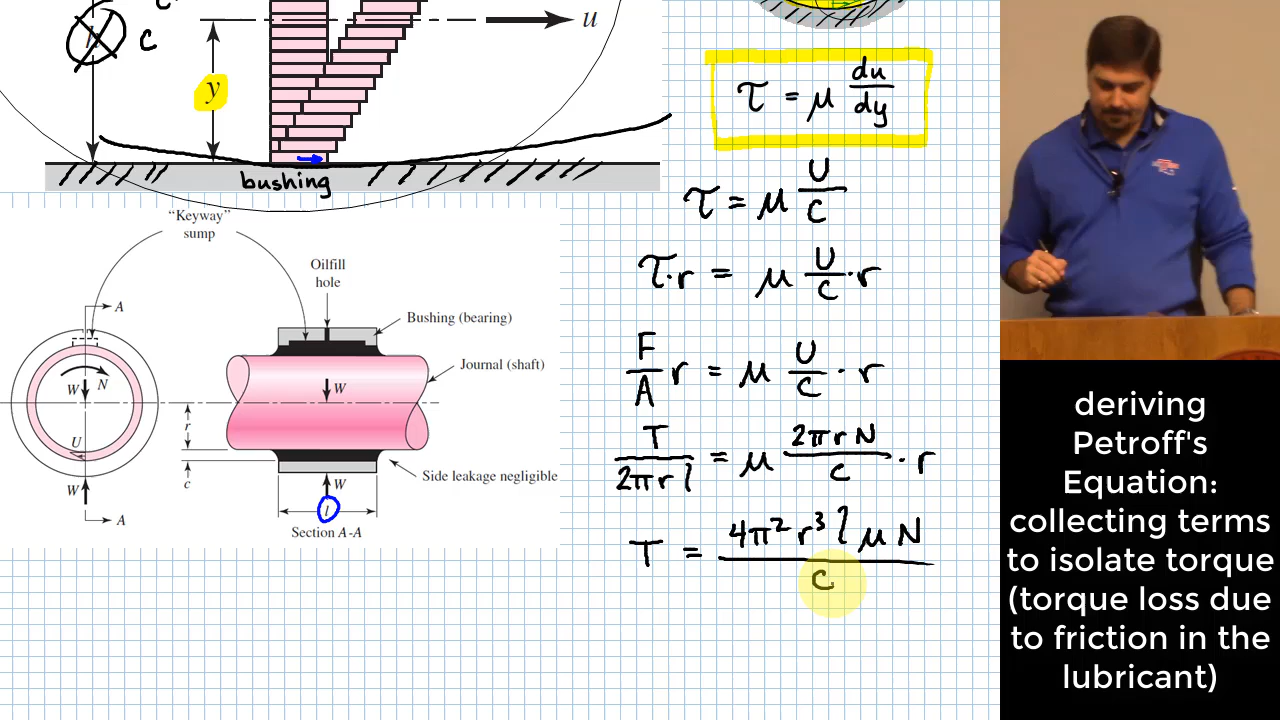 c
u
y
bushing
τ = μ du/dy
τ = μ U/c
τ·r = μ U/c · r
F/A r = μ U/c · r
T/2πrl = μ 2πrN/c · r
T = 4π²r³lμN/c
“Keyway”
sump
Oilfill
hole
A
Bushing (bearing)
Journal (shaft)
N
W
W
r
U
c
Side leakage negligible
W
W
A
l
Section A-A
deriving
Petroff's
Equation:
collecting terms
to isolate torque
(torque loss due
to friction in the
lubricant)